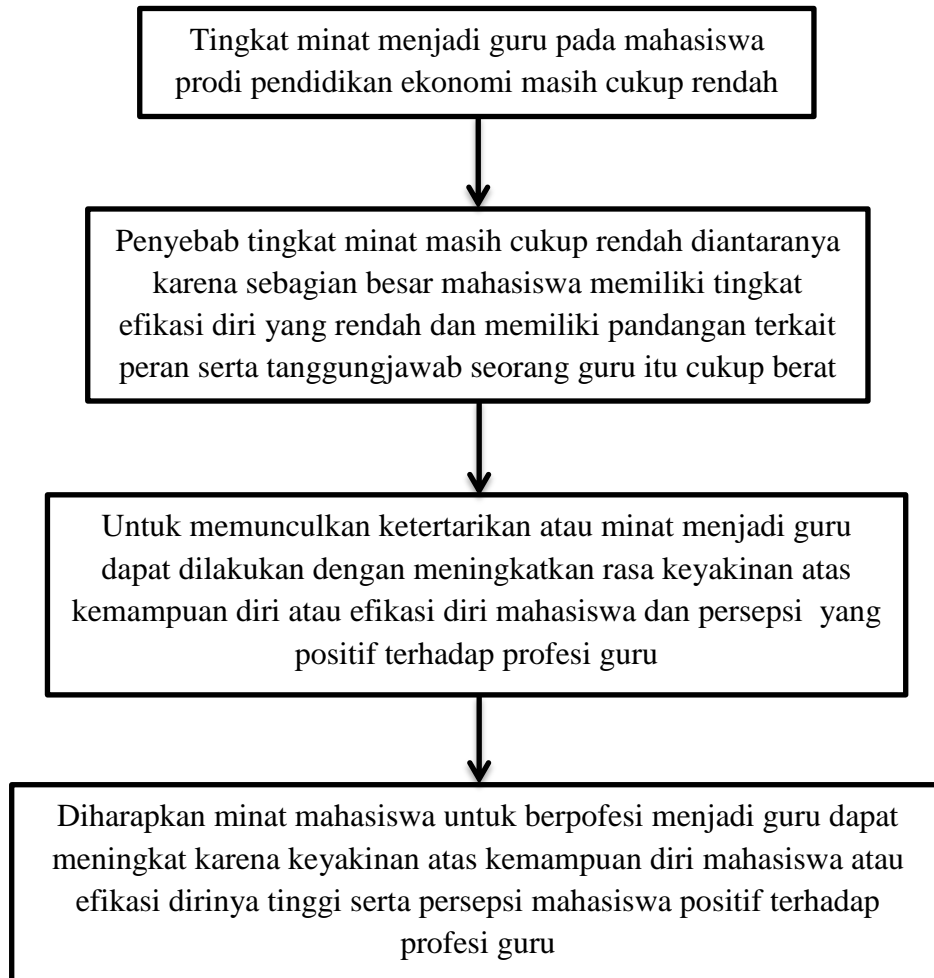 Tingkat minat menjadi guru pada mahasiswa
prodi pendidikan ekonomi masih cukup rendah
Penyebab tingkat minat masih cukup rendah diantaranya
karena sebagian besar mahasiswa memiliki tingkat
efikasi diri yang rendah dan memiliki pandangan terkait
peran serta tanggungjawab seorang guru itu cukup berat
Untuk memunculkan ketertarikan atau minat menjadi guru
dapat dilakukan dengan meningkatkan rasa keyakinan atas
kemampuan diri atau efikasi diri mahasiswa dan persepsi yang
positif terhadap profesi guru
Diharapkan minat mahasiswa untuk berpofesi menjadi guru dapat
meningkat karena keyakinan atas kemampuan diri mahasiswa atau
efikasi dirinya tinggi serta persepsi mahasiswa positif terhadap
profesi guru